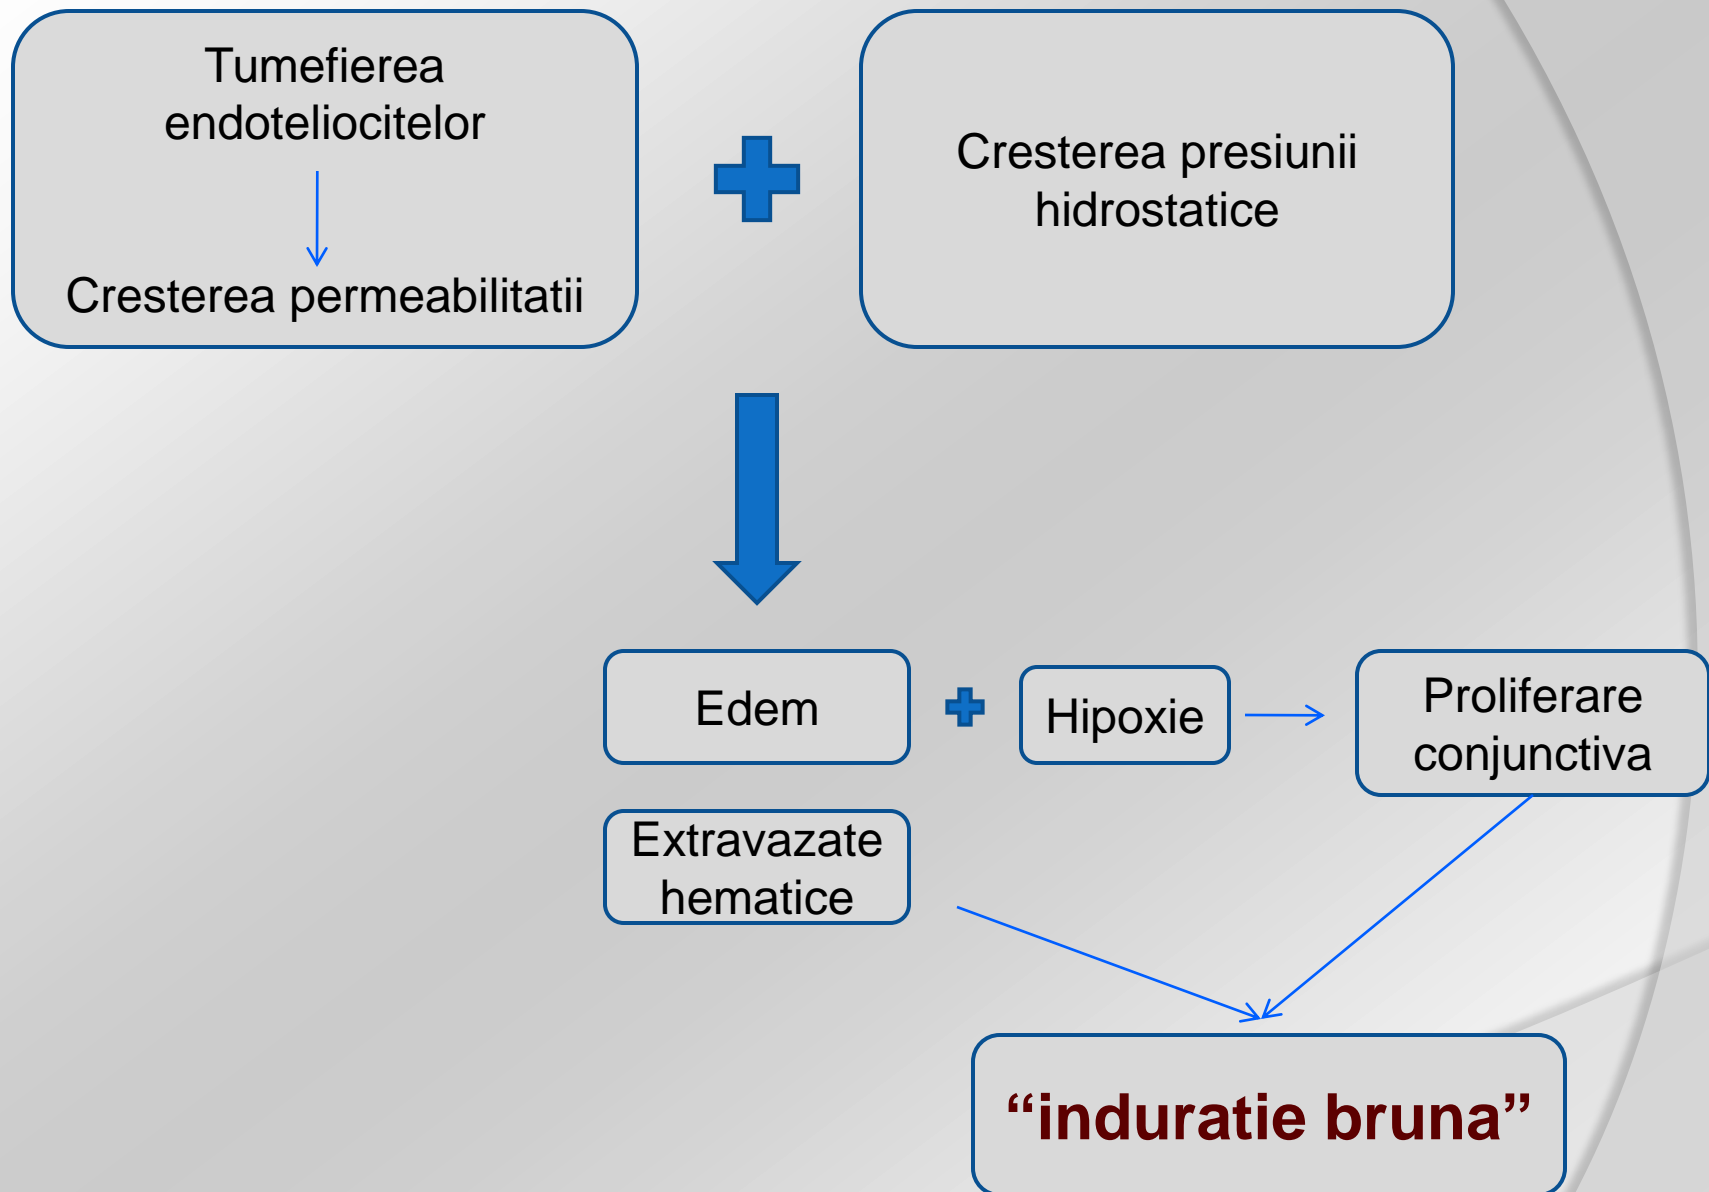 Tumefierea
endoteliocitelor
Cresterea permeabilitatii
Cresterea presiunii
hidrostatice
Edem
Hipoxie
Proliferare
conjunctiva
Extravazate
hematice
“induratie bruna”